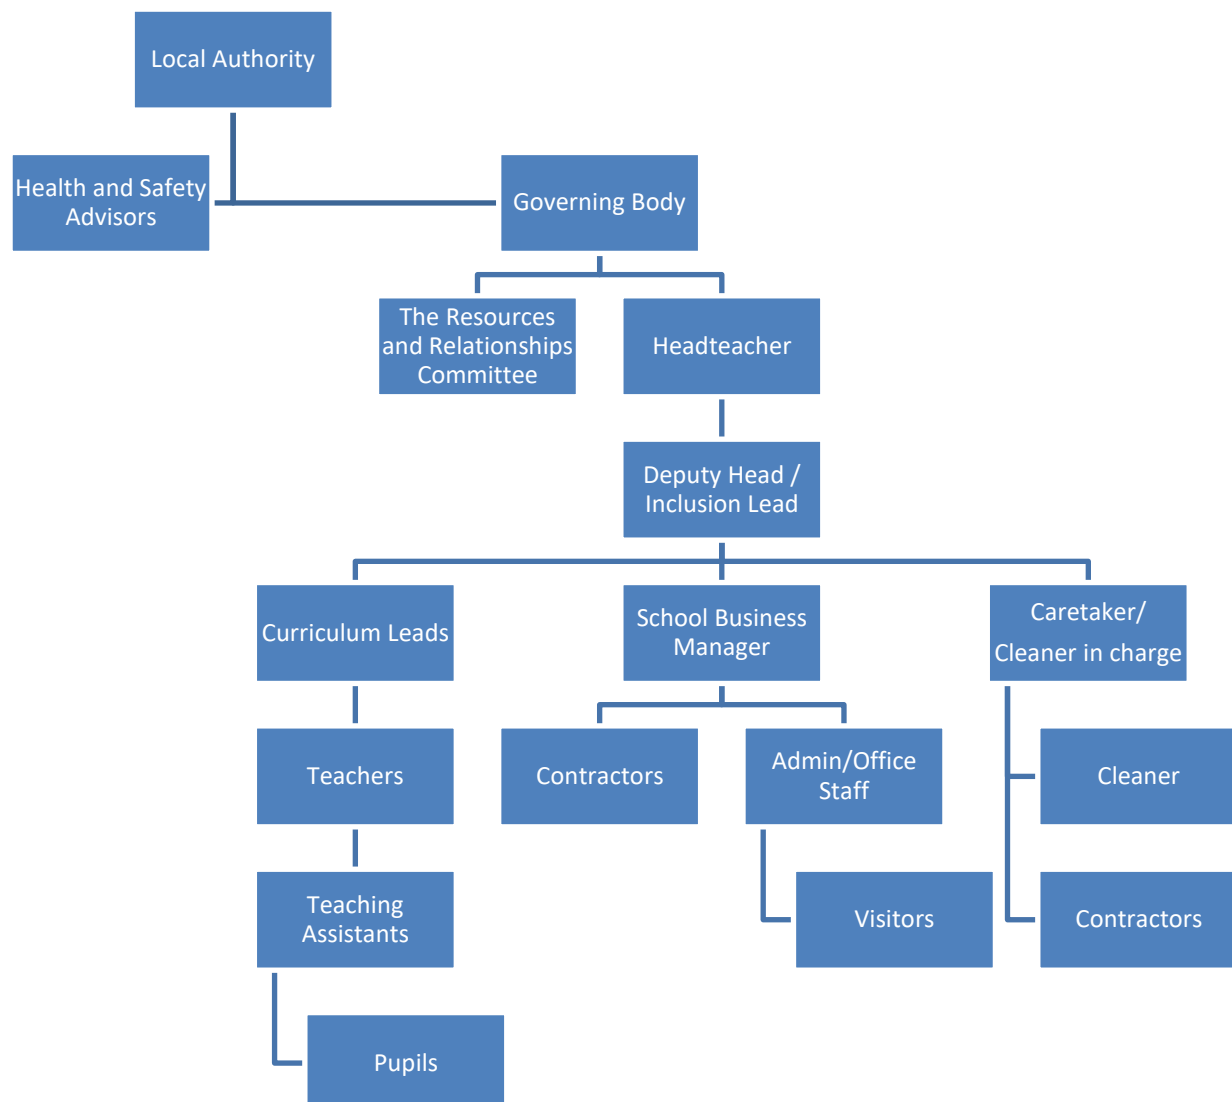 Local Authority
Health and Safety
Advisors
Governing Body
The Resources
and Relationships
Committee
Headteacher
Deputy Head /
Inclusion Lead
Curriculum Leads
School Business
Manager
Caretaker/
Cleaner in charge
Teachers
Contractors
Admin/Office
Staff
Cleaner
Teaching
Assistants
Visitors
Contractors
Pupils